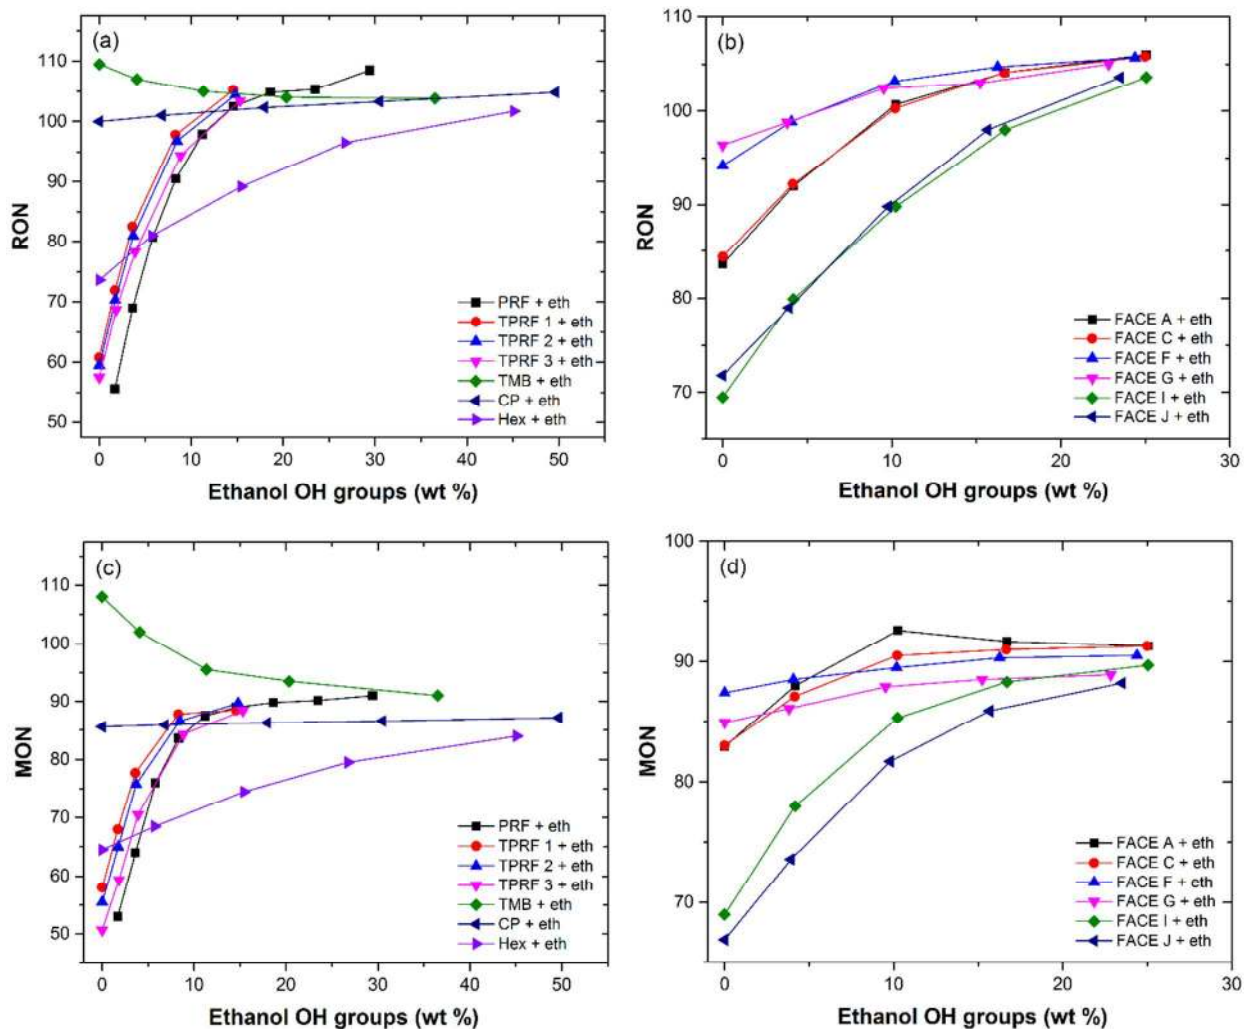 (a)
RON
110
100
90
80
70
60
50
PRF + eth
TPRF 1 + eth
TPRF 2 + eth
TPRF 3 + eth
TMB + eth
CP + eth
Hex + eth
0 10 20 30 40 50
Ethanol OH groups (wt %)
(b)
RON
110
100
90
80
70
FACE A + eth
FACE C + eth
FACE F + eth
FACE G + eth
FACE I + eth
FACE J + eth
0 10 20 30
Ethanol OH groups (wt %)
(c)
MON
110
100
90
80
70
60
50
PRF + eth
TPRF 1 + eth
TPRF 2 + eth
TPRF 3 + eth
TMB + eth
CP + eth
Hex + eth
0 10 20 30 40 50
Ethanol OH groups (wt %)
(d)
MON
100
90
80
70
FACE A + eth
FACE C + eth
FACE F + eth
FACE G + eth
FACE I + eth
FACE J + eth
0 10 20 30
Ethanol OH groups (wt %)